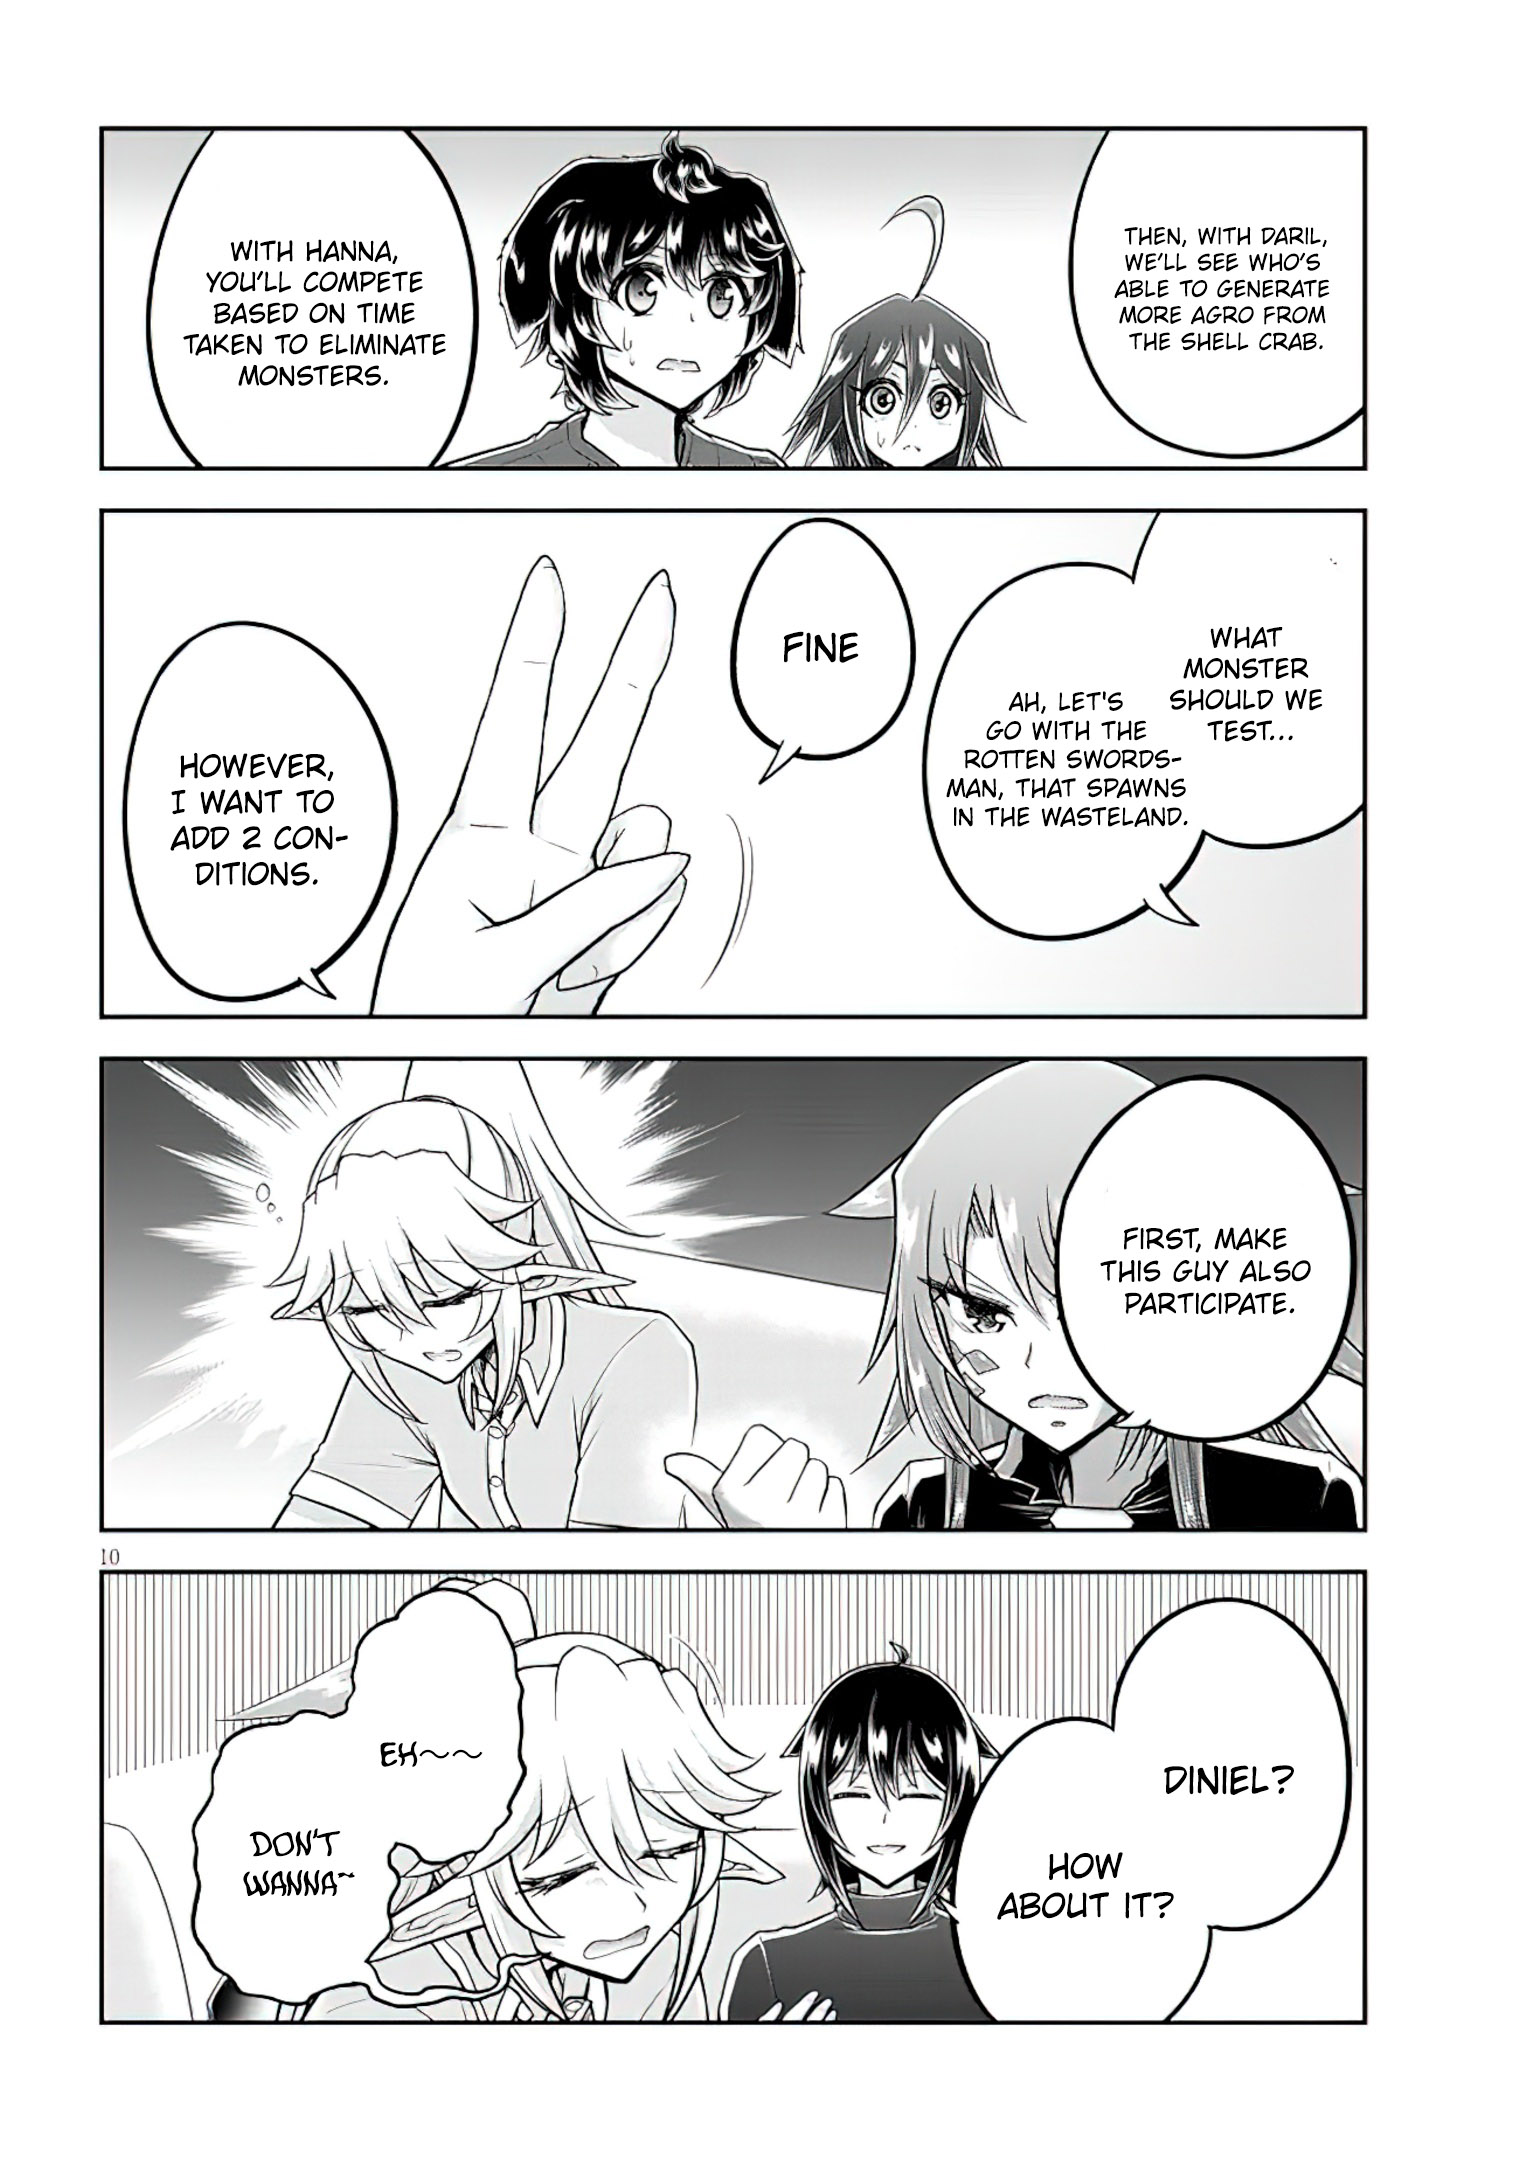 THEN, WITH DARIL,
WE'LL SEE WHO'S
ABLE TO GENERATE
MORE AGRO FROM
THE SHELL CRAB.
WITH HANNA,
YOU'LL COMPETE
BASED ON TIME
TAKEN TO ELIMINATE
MONSTERS.
WHAT
MONSTER
SHOULD WE
TEST...
AH, LET'S
GO WITH THE
ROTTEN SWORDS-
MAN, THAT SPAWNS
IN THE WASTELAND.
FINE
HOWEVER,
I WANT TO
ADD 2 CON-
DITIONS.
FIRST, MAKE
THIS GUY ALSO
PARTICIPATE.
10
DINIEL?
HOW
ABOUT IT?
EH~~
DON'T
WANNA~